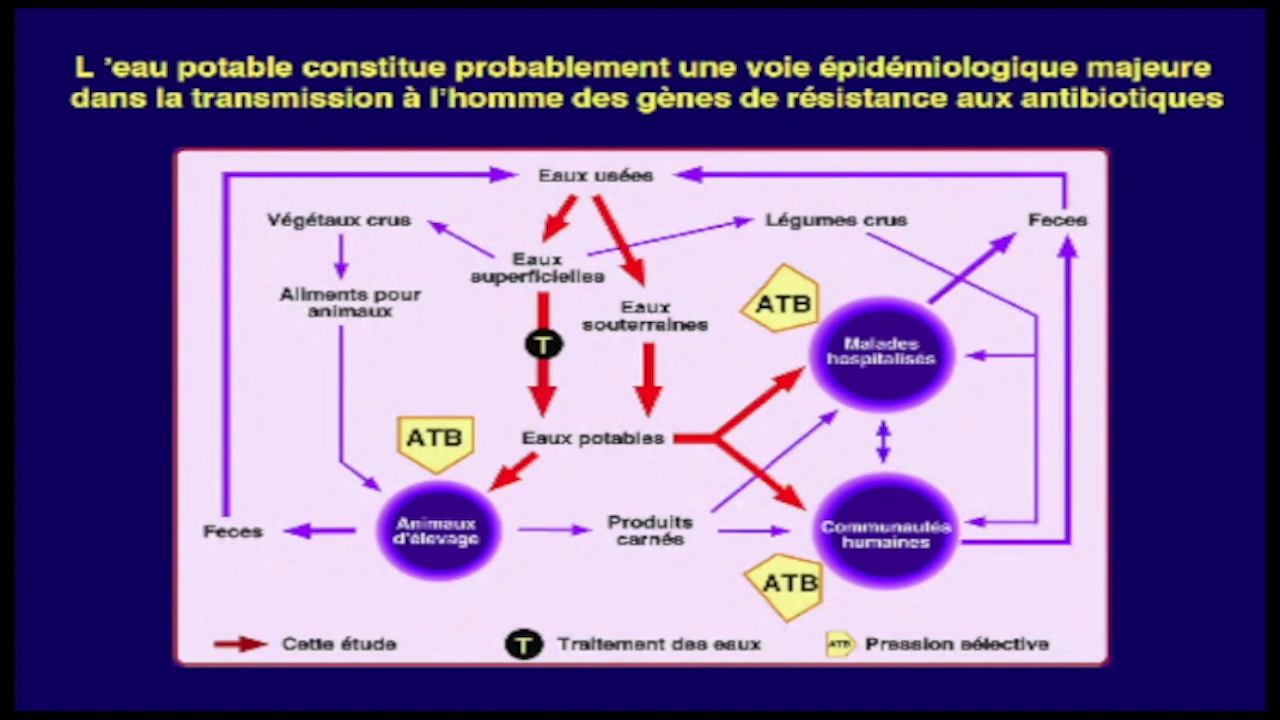 L ’eau potable constitue probablement une voie épidémiologique majeure
dans la transmission à l’homme des gènes de résistance aux antibiotiques
Eaux usées
Végétaux crus
Légumes crus
Feces
Eaux
superficielles
Aliments pour
animaux
Eaux
souterraines
ATB
T
Malades
hospitalisés
ATB
Eaux potables
Feces
Animaux
d'élevage
Produits
carnés
Communautés
humaines
ATB
Cette étude
T
Traitement des eaux
ATB
Pression sélective